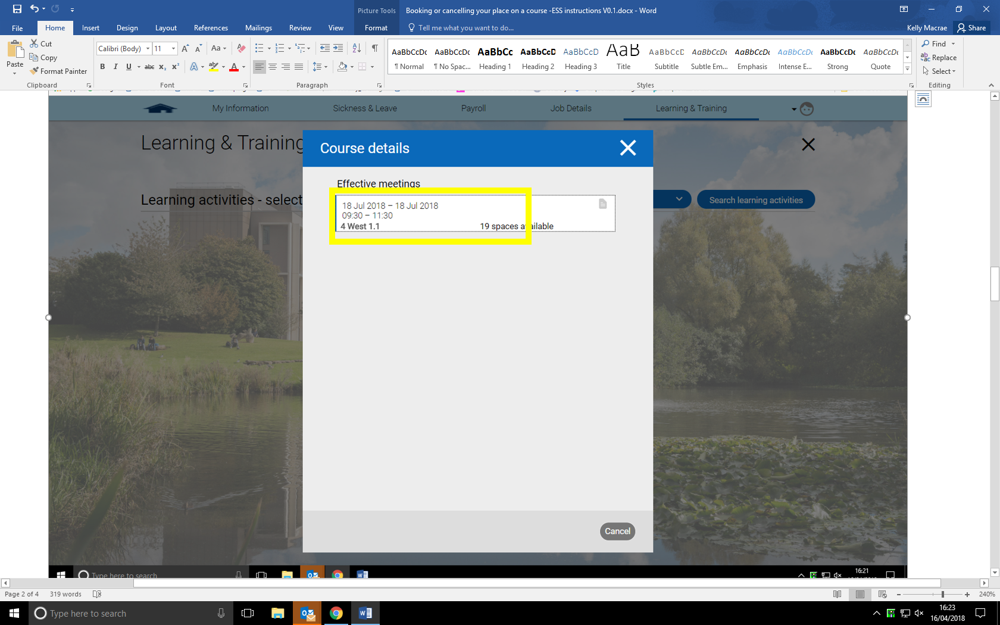 Picture Tools
Booking or cancelling your place on a course -ESS instructions V0.1.docx - Word
File Home Insert Design Layout References Mailings Review View Format Tell me what you want to do... Kelly Macrae Share
Paste
Cut
Copy
Format Painter
Calibri (Body) 11
Aa
B I U abc x₂ x² A A
AaBbCcDc AaBbCcDc AaBbCc AaBbCcD AaBbCcD AaB AaBbCcD AaBbCcDc AaBbCcDc AaBbCcDc AaBbCcDc AaBbCcDc
¶ Normal ¶ No Spac... Heading 1 Heading 2 Heading 3 Title Subtitle Subtle Em... Emphasis Intense E... Strong Quote
Find
Replace
Select
Clipboard Font Paragraph Styles Editing
My Information Sickness & Leave Payroll Job Details Learning & Training
Learning & Training
Course details
Effective meetings
Learning activities - select
Search learning activities
18 Jul 2018 – 18 Jul 2018
09:30 – 11:30
4 West 1.1 19 spaces available
Cancel
Type here to search
16:21
Page 2 of 4 319 words 240%
Type here to search
16:23
16/04/2018